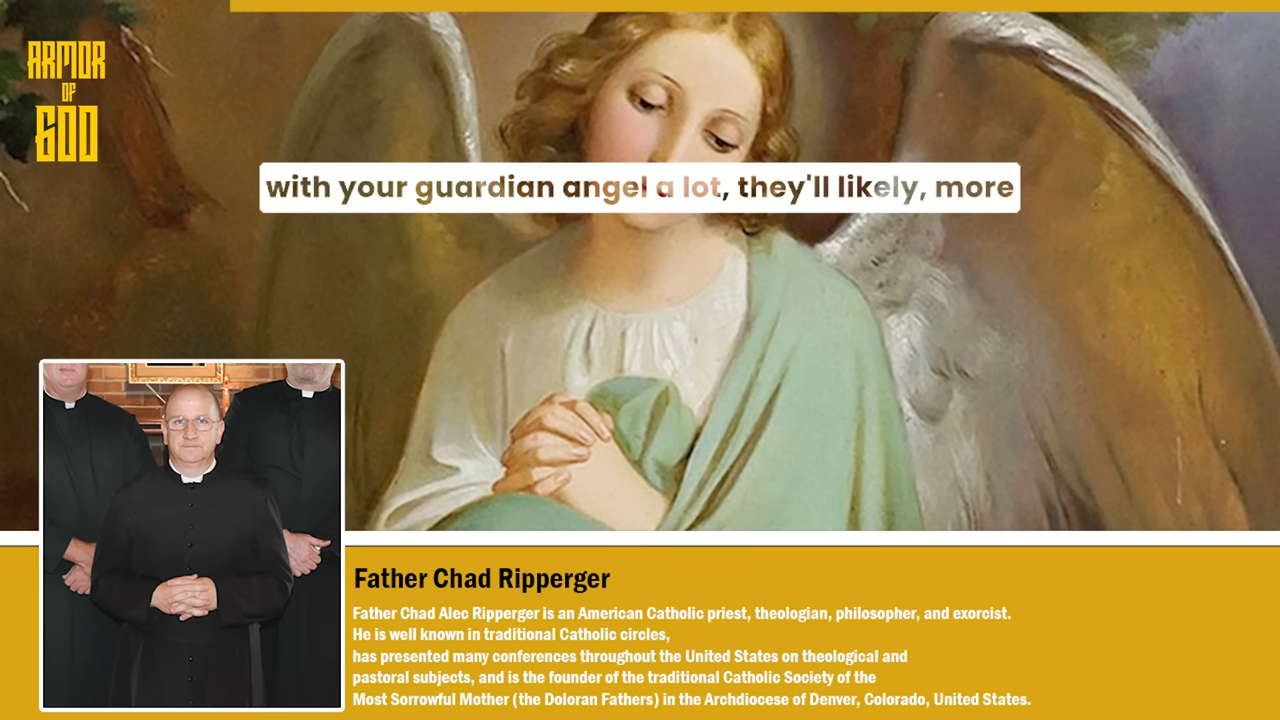 ARMOR
OF
GOD
with your guardian angel a lot, they'll likely, more
Father Chad Ripperger
Father Chad Alec Ripperger is an American Catholic priest, theologian, philosopher, and exorcist.
He is well known in traditional Catholic circles,
has presented many conferences throughout the United States on theological and
pastoral subjects, and is the founder of the traditional Catholic Society of the
Most Sorrowful Mother (the Doloran Fathers) in the Archdiocese of Denver, Colorado, United States.